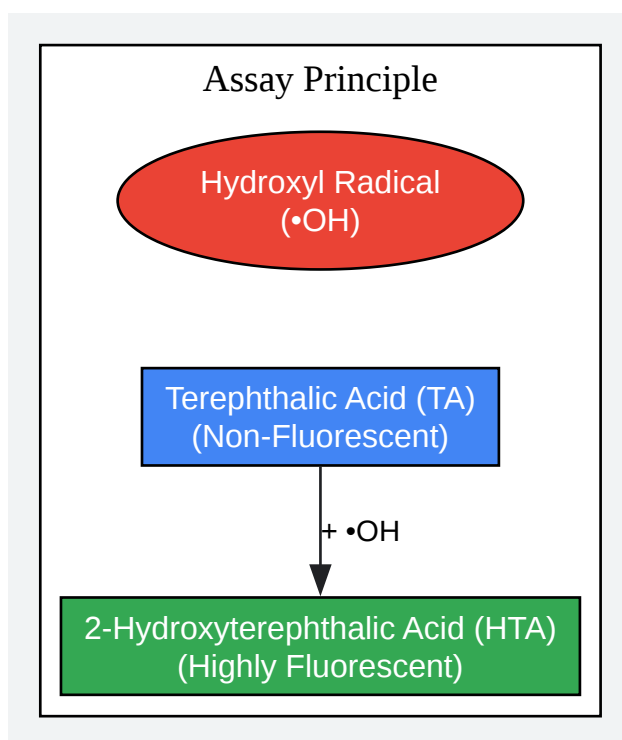 Assay Principle
Hydroxyl Radical
(•OH)
Terephthalic Acid (TA)
(Non-Fluorescent)
+ •OH
2-Hydroxyterephthalic Acid (HTA)
(Highly Fluorescent)